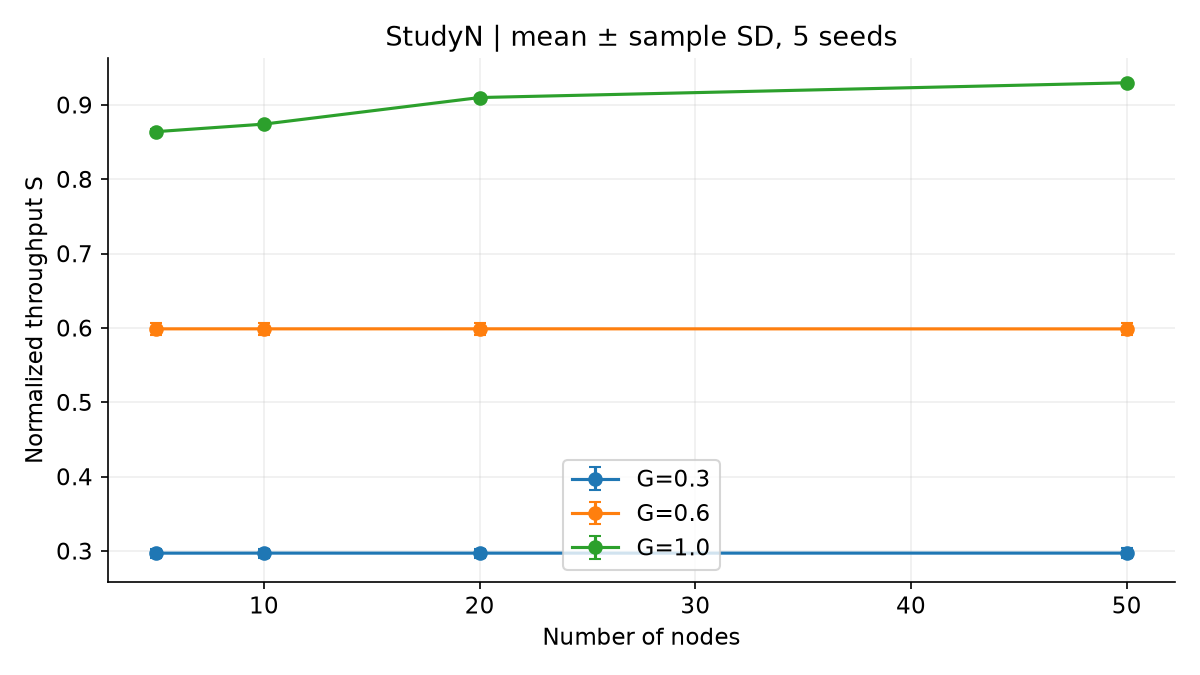 StudyN | mean ± sample SD, 5 seeds
Normalized throughput S
0.9
0.8
0.7
0.6
0.5
0.4
0.3
G=0.3
G=0.6
G=1.0
10
20
30
40
50
Number of nodes